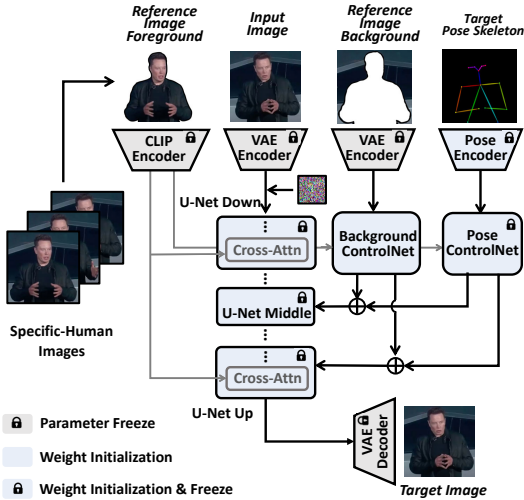 Reference
Image
Foreground
Input
Image
Reference
Image
Background
Target
Pose Skeleton
CLIP
Encoder
VAE
Encoder
VAE
Encoder
Pose
Encoder
U-Net Down
Cross-Attn
Background
ControlNet
Pose
ControlNet
U-Net Middle
Specific-Human
Images
Cross-Attn
U-Net Up
VAE
Decoder
Parameter Freeze
Weight Initialization
Weight Initialization & Freeze
Target Image